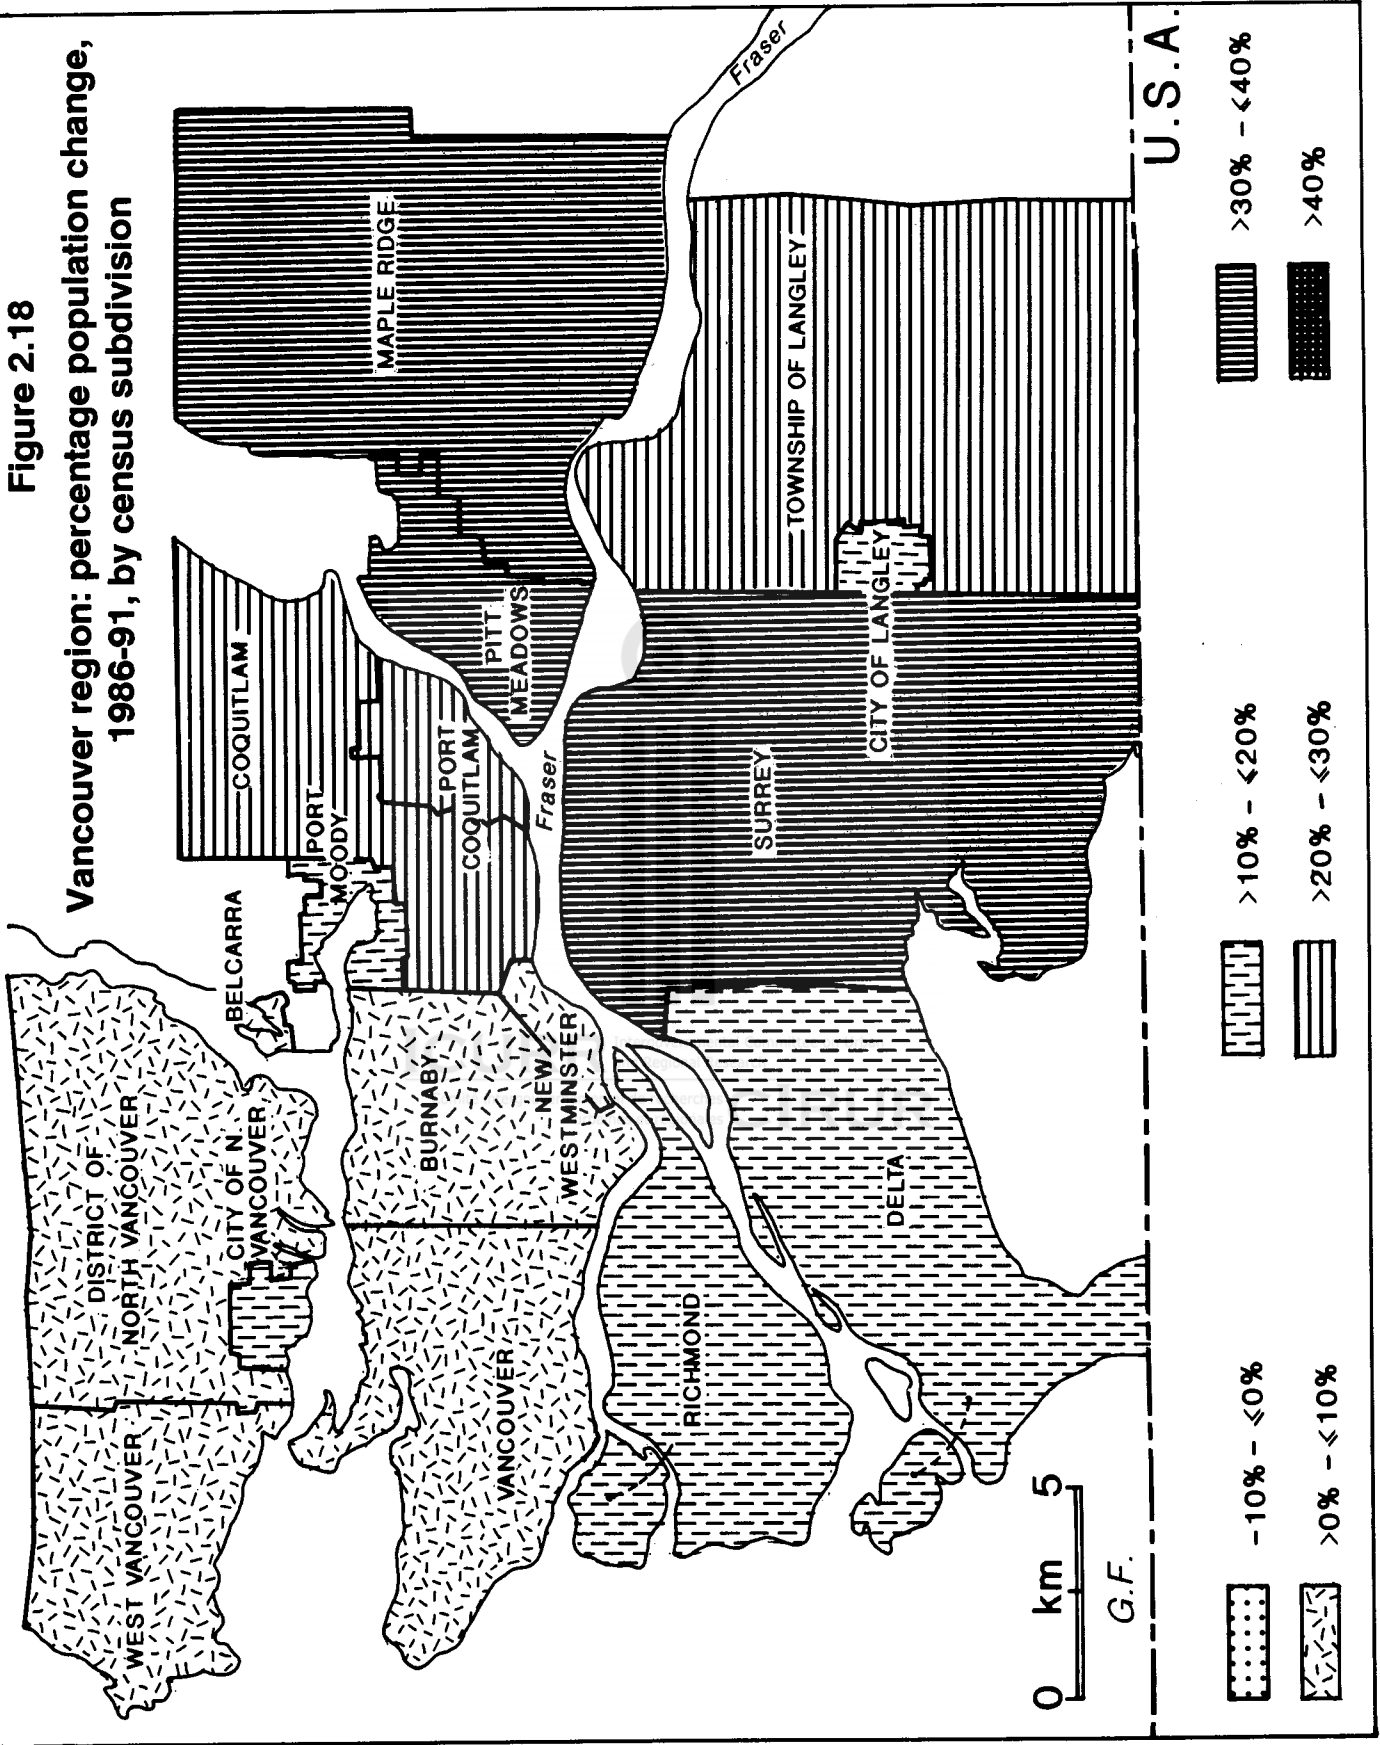 Figure 2.18
Vancouver region: percentage population change,
1986-91, by census subdivision
WEST VANCOUVER
DISTRICT OF
NORTH VANCOUVER
CITY OF N.
VANCOUVER
BELCARRA
PORT
MOODY
COQUITLAM
MAPLE RIDGE
BURNABY
PORT
COQUITLAM
PITT
MEADOWS
VANCOUVER
NEW
WESTMINSTER
Fraser
Fraser
RICHMOND
SURREY
TOWNSHIP OF LANGLEY
DELTA
CITY OF LANGLEY
0 km 5
G.F.
U.S.A.
-10% - ⩽0%
>10% - ⩽20%
>30% - ⩽40%
>0% - ⩽10%
>20% - ⩽30%
>40%
CIRUR